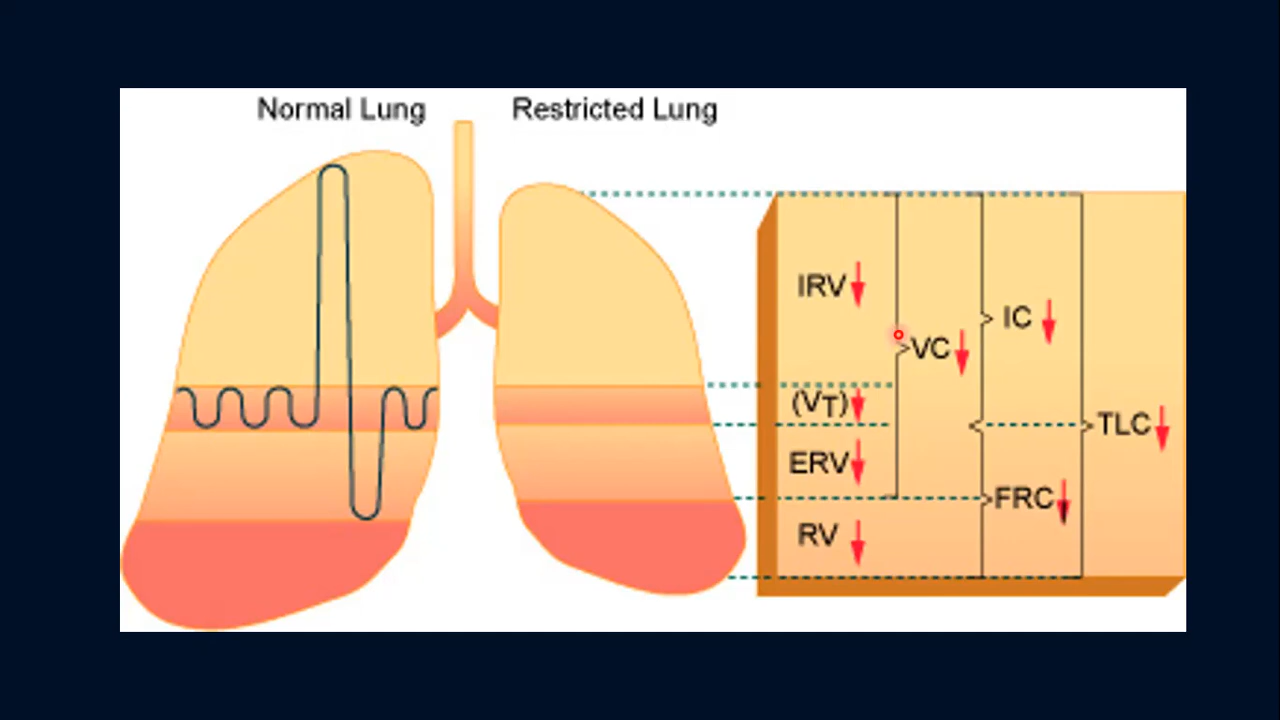 Normal Lung
Restricted Lung
IRV
IC
VC
(VT)
TLC
ERV
FRC
RV